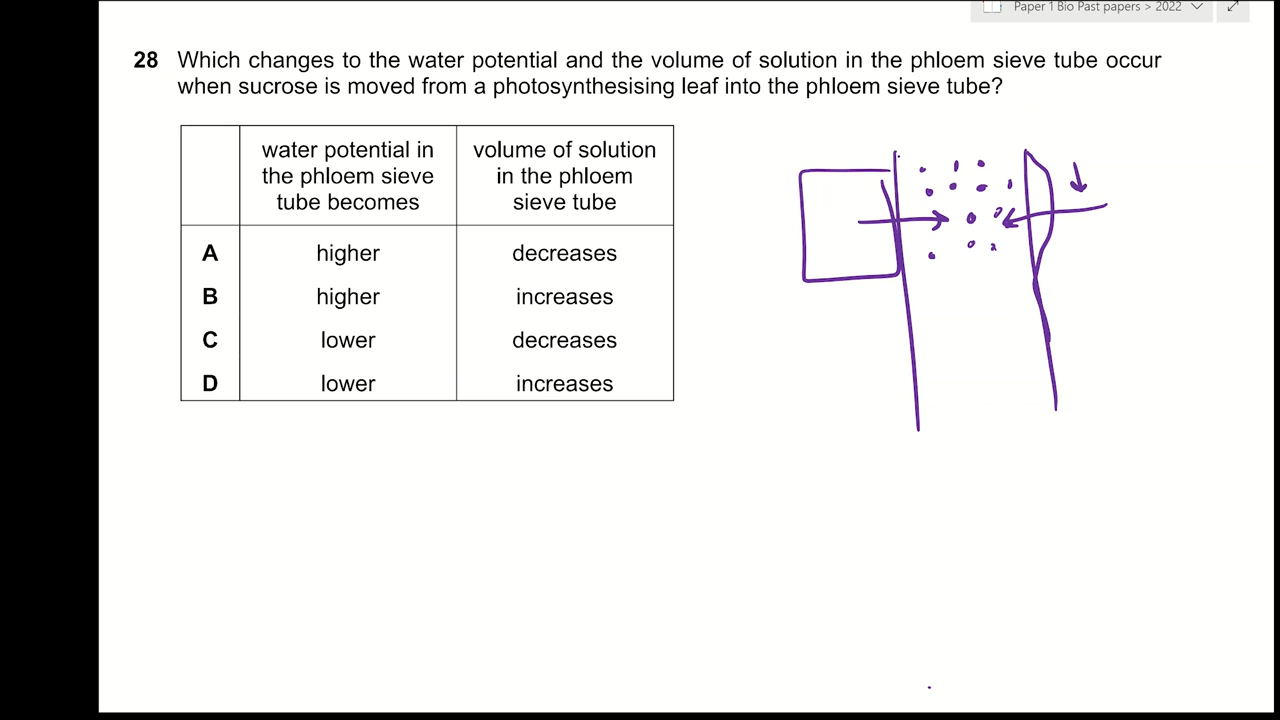 Paper 1 Bio Past papers > 2022
28 Which changes to the water potential and the volume of solution in the phloem sieve tube occur
when sucrose is moved from a photosynthesising leaf into the phloem sieve tube?
water potential in
the phloem sieve
tube becomes
volume of solution
in the phloem
sieve tube
A higher decreases
B higher increases
C lower decreases
D lower increases